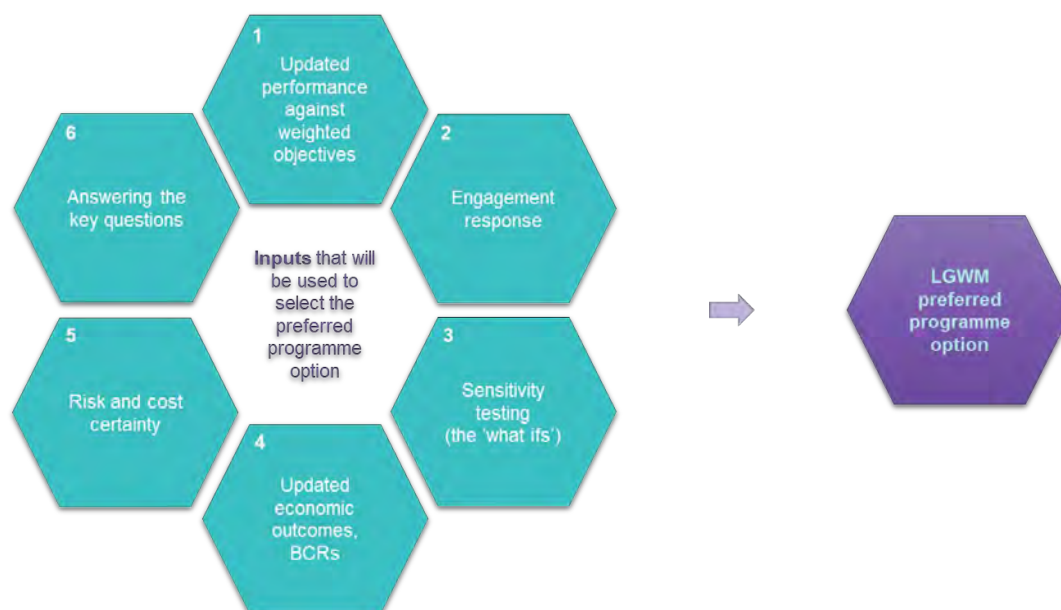 1
Updated
performance
against
weighted
objectives
2
Engagement
response
3
Sensitivity
testing
(the 'what ifs')
4
Updated
economic
outcomes,
BCRs
5
Risk and cost
certainty
6
Answering the
key questions
Inputs that will
be used to
select the
preferred
programme
option
LGWM
preferred
programme
option